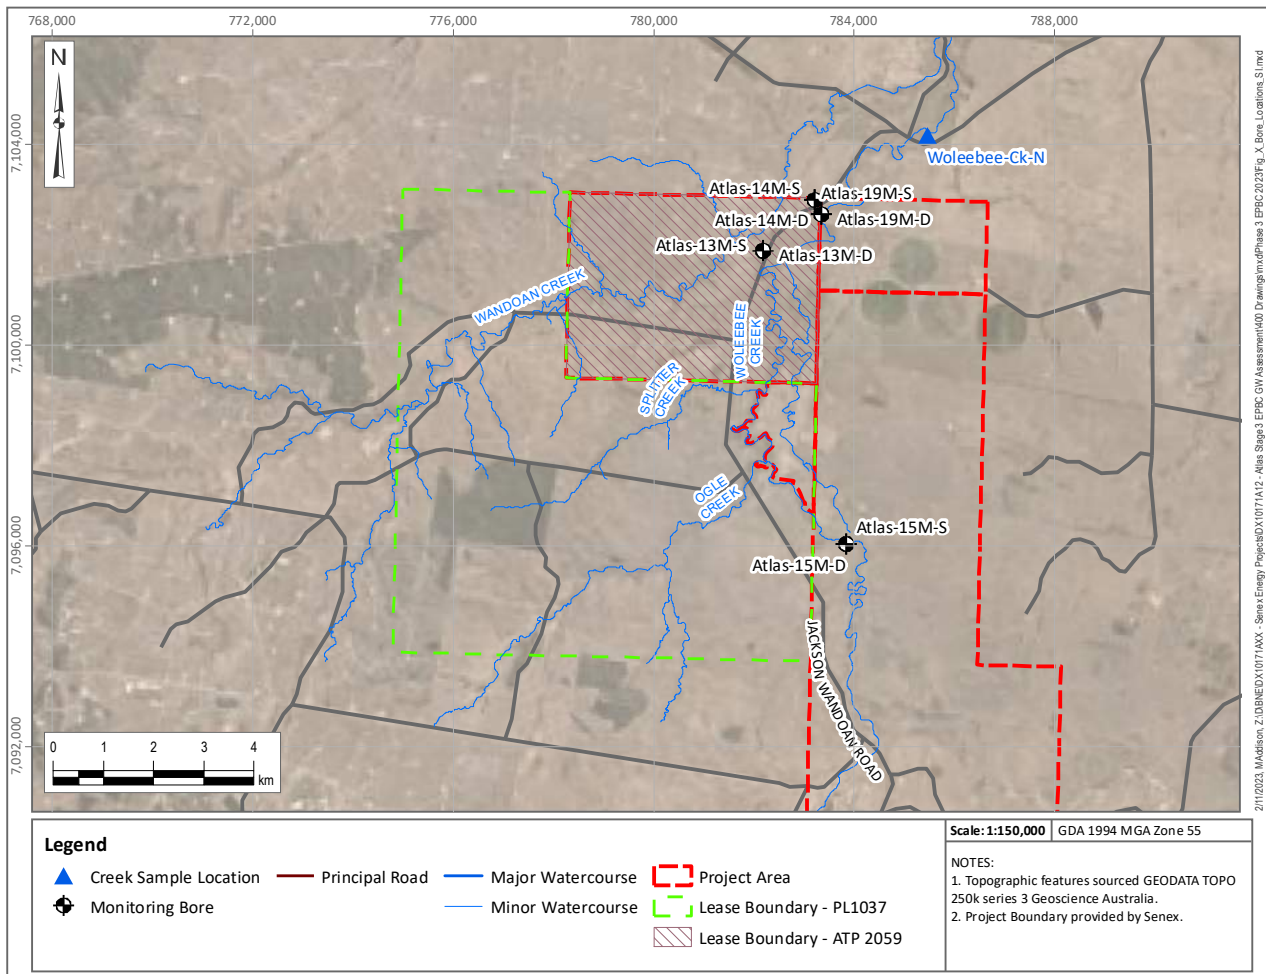 768,000
772,000
776,000
780,000
784,000
788,000
N
7,104,000
7,100,000
7,096,000
7,092,000
Woleebee-Ck-N
Atlas-14M-S
Atlas-19M-S
Atlas-14M-D
Atlas-19M-D
Atlas-13M-S
Atlas-13M-D
WANDOAN CREEK
WOLEEBEE
CREEK
SPLITTER
CREEK
OGLE
CREEK
Atlas-15M-S
Atlas-15M-D
JACKSON WANDOAN ROAD
0 1 2 3 4
km
Legend
Creek Sample Location
Monitoring Bore
Principal Road
Major Watercourse
Minor Watercourse
Project Area
Lease Boundary - PL1037
Lease Boundary - ATP 2059
Scale: 1:150,000
GDA 1994 MGA Zone 55
NOTES:
1. Topographic features sourced GEODATA TOPO
250k series 3 Geoscience Australia.
2. Project Boundary provided by Senex.